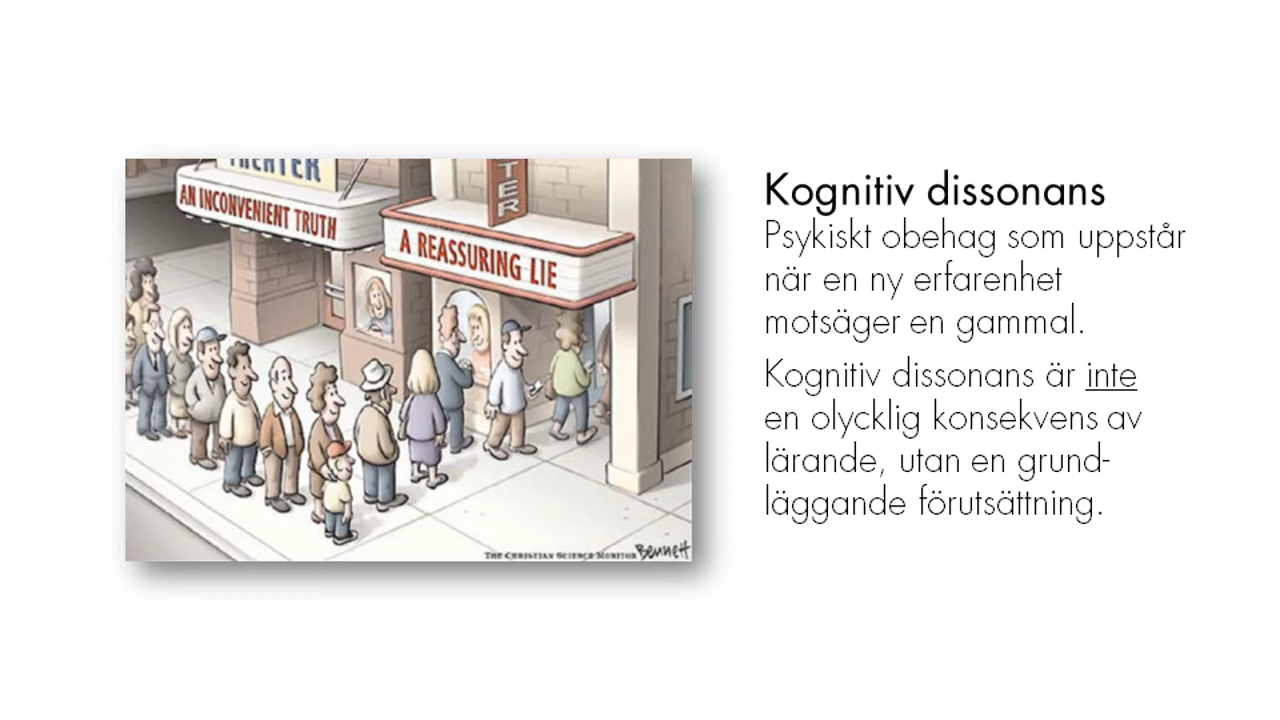 THEATER
AN INCONVENIENT TRUTH
TER
A REASSURING LIE
THE CHRISTIAN SCIENCE MONITOR Bennett
Kognitiv dissonans
Psykiskt obehag som uppstår
när en ny erfarenhet
motsäger en gammal.
Kognitiv dissonans är inte
en olycklig konsekvens av
lärande, utan en grund-
läggande förutsättning.